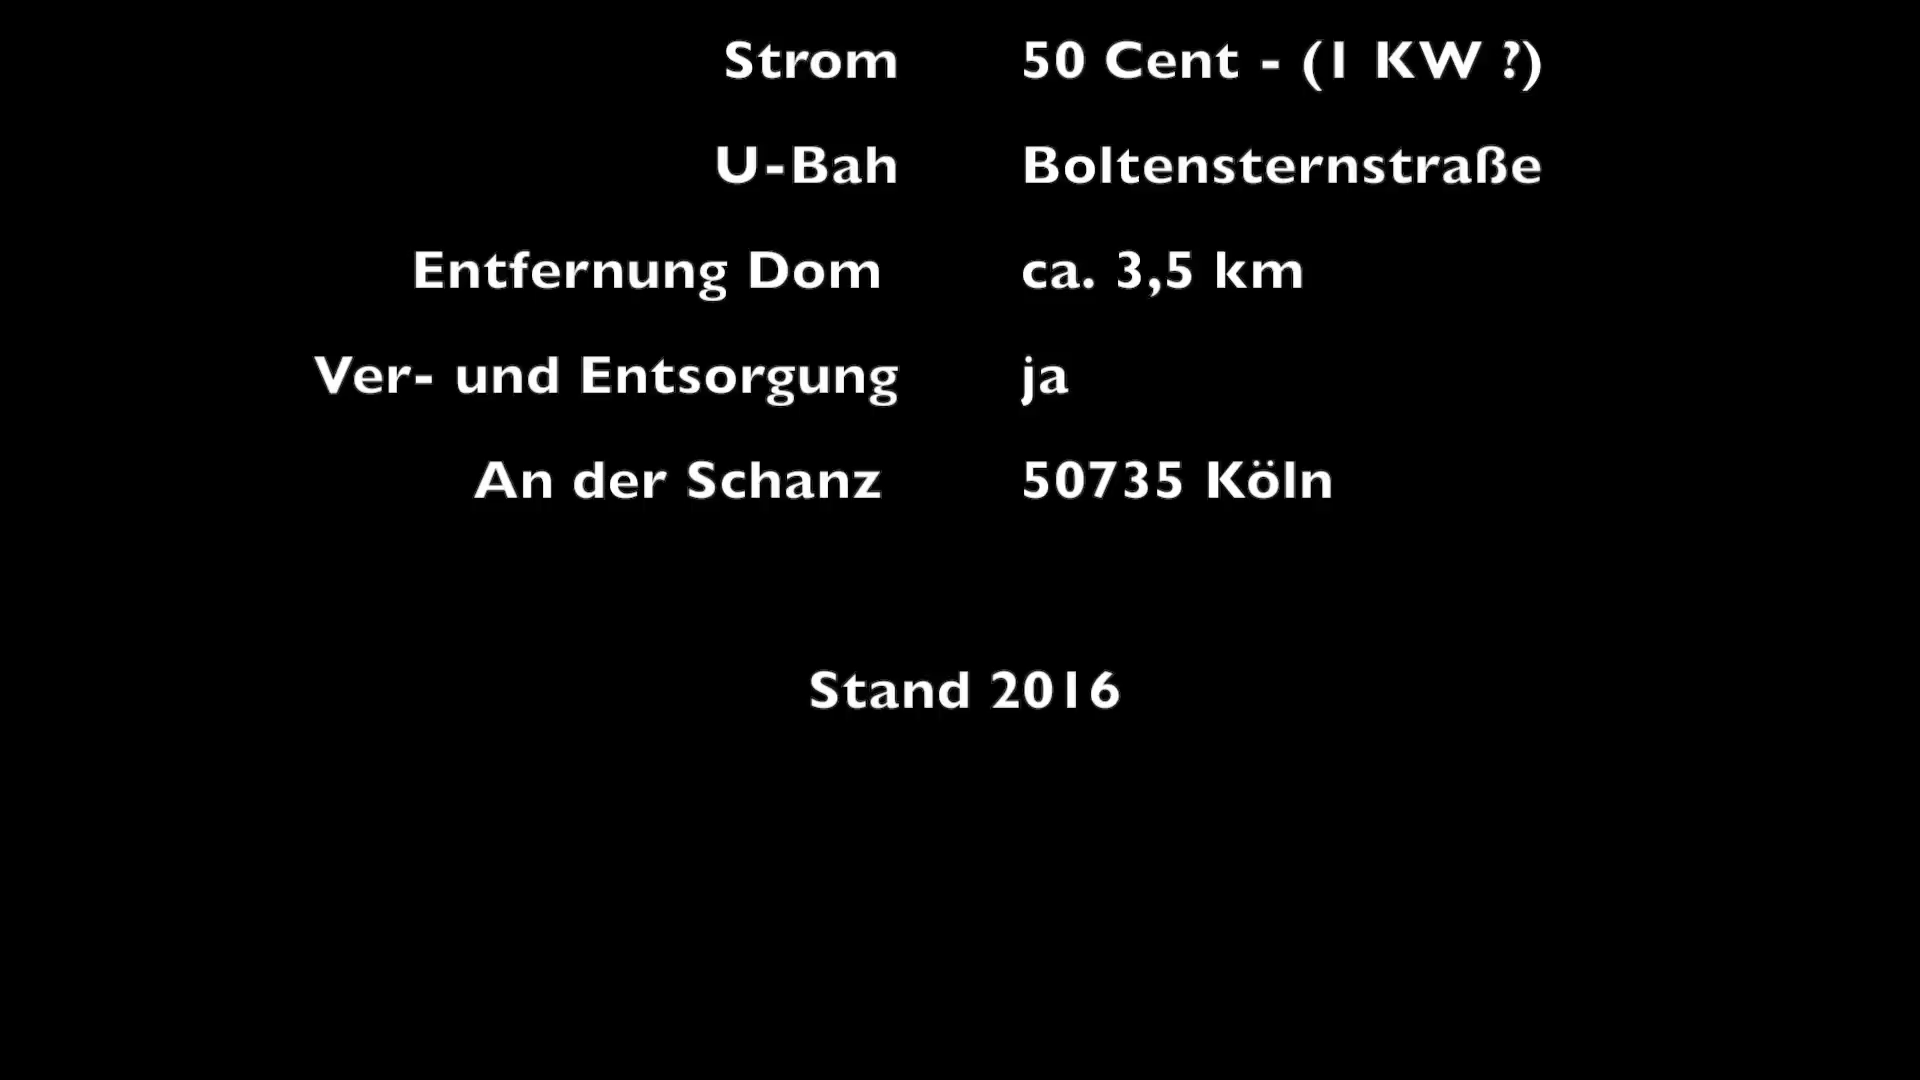 Strom 50 Cent - (1 KW ?)
U-Bah Boltensternstraße
Entfernung Dom ca. 3,5 km
Ver- und Entsorgung ja
An der Schanz 50735 Köln
Stand 2016